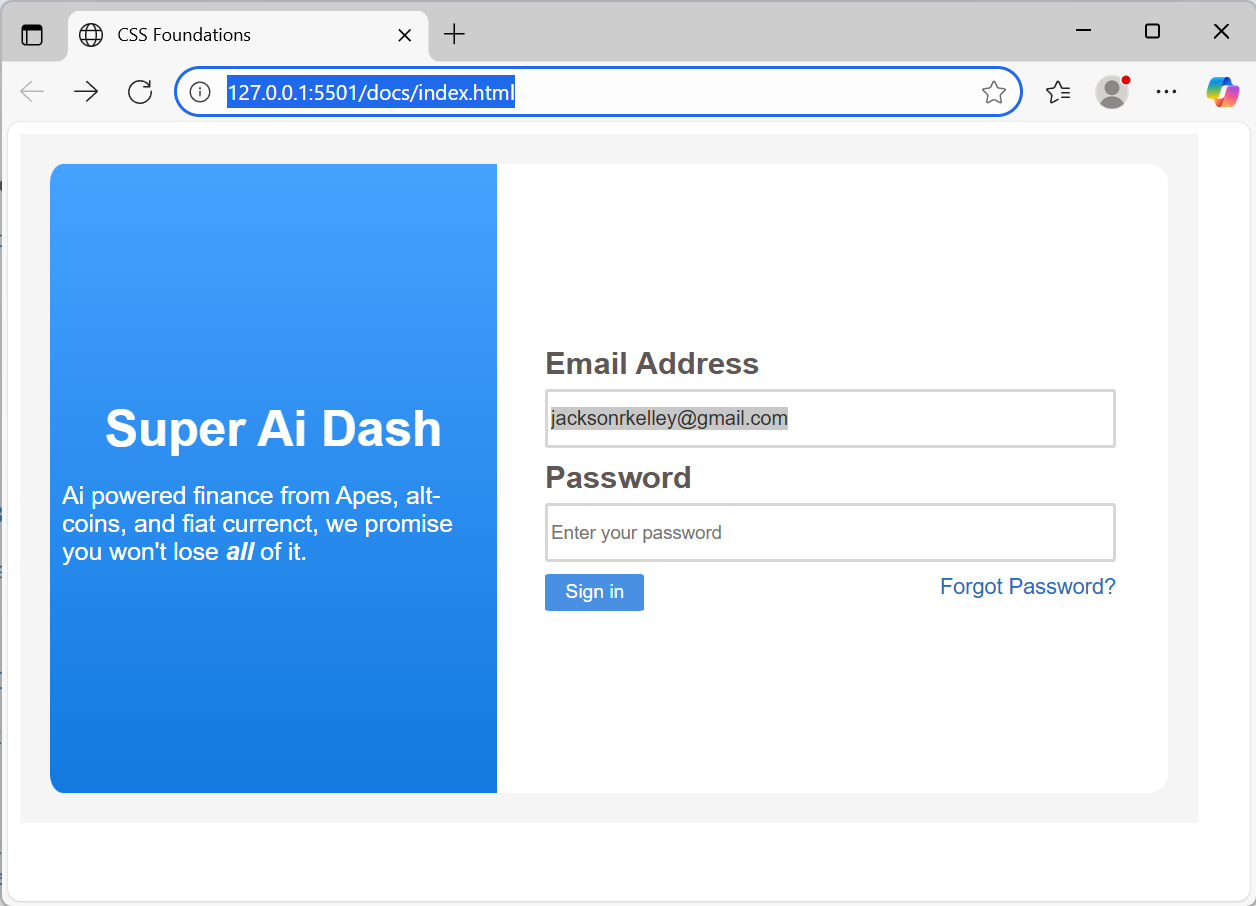 CSS Foundations
127.0.0.1:5501/docs/index.html
Super Ai Dash
Ai powered finance from Apes, alt-
coins, and fiat currenct, we promise
you won't lose all of it.
Email Address
jacksonrkelley@gmail.com
Password
Enter your password
Sign in
Forgot Password?